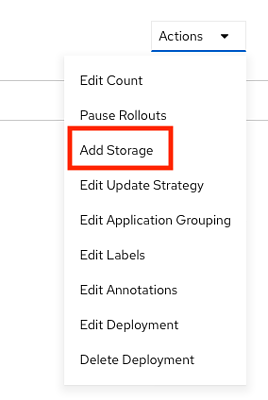 Actions
Edit Count
Pause Rollouts
Add Storage
Edit Update Strategy
Edit Application Grouping
Edit Labels
Edit Annotations
Edit Deployment
Delete Deployment